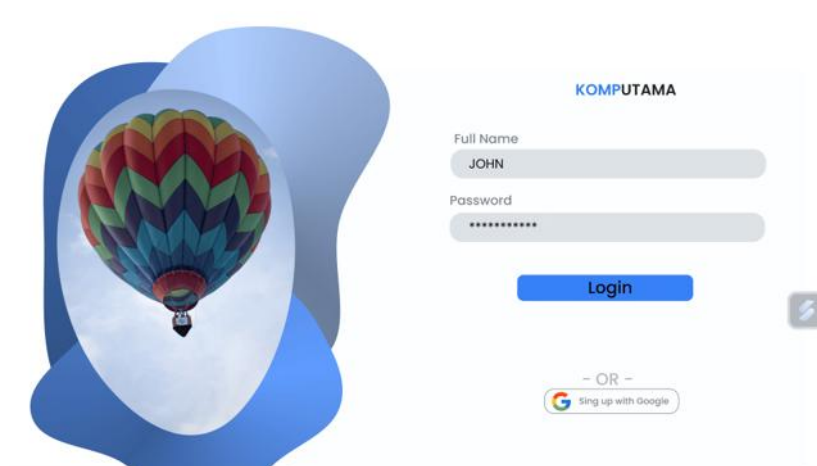 KOMPUTAMA
Full Name
JOHN
Password
***********
Login
- OR -
Sing up with Google